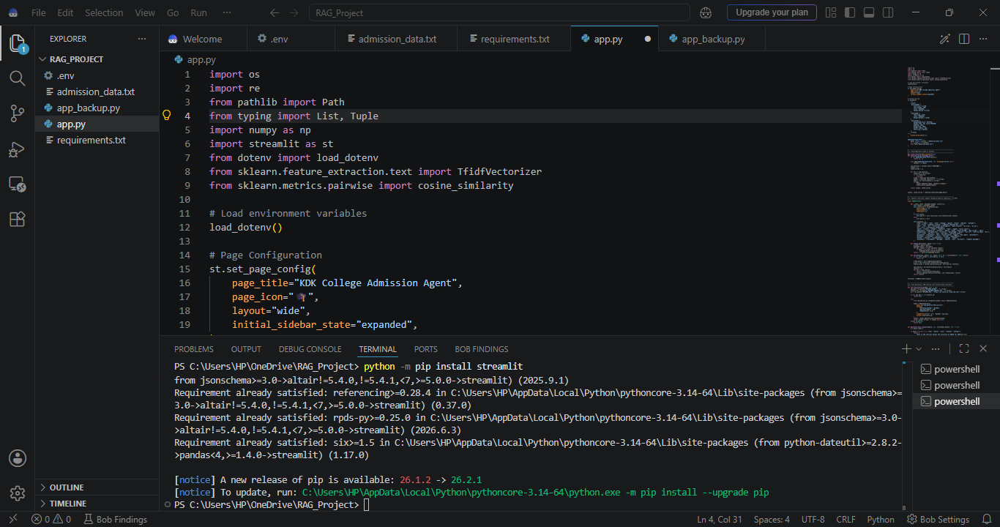 File Edit Selection View Go Run ··· RAG_Project Upgrade your plan
EXPLORER ···
1
RAG_PROJECT
.env
admission_data.txt
app_backup.py
app.py
requirements.txt
OUTLINE
TIMELINE
Welcome .env admission_data.txt requirements.txt app.py app_backup.py ···
app.py
1 import os
2 import re
3 from pathlib import Path
4 from typing import List, Tuple
5 import numpy as np
6 import streamlit as st
7 from dotenv import load_dotenv
8 from sklearn.feature_extraction.text import TfidfVectorizer
9 from sklearn.metrics.pairwise import cosine_similarity
10
11 # Load environment variables
12 load_dotenv()
13
14 # Page Configuration
15 st.set_page_config(
16 page_title="KDK College Admission Agent",
17 page_icon="🎓",
18 layout="wide",
19 initial_sidebar_state="expanded",
PROBLEMS OUTPUT DEBUG CONSOLE TERMINAL PORTS BOB FINDINGS
PS C:\Users\HP\OneDrive\RAG_Project> python -m pip install streamlit
from jsonschema>=3.0->altair!=5.4.0,!=5.4.1,<7,>=5.0.0->streamlit) (2025.9.1)
Requirement already satisfied: referencing>=0.28.4 in C:\Users\HP\AppData\Local\Python\pythoncore-3.14-64\Lib\site-packages (from jsonschema>=
3.0->altair!=5.4.0,!=5.4.1,<7,>=5.0.0->streamlit) (0.37.0)
Requirement already satisfied: rpds-py>=0.25.0 in C:\Users\HP\AppData\Local\Python\pythoncore-3.14-64\Lib\site-packages (from jsonschema>=3.0-
>altair!=5.4.0,!=5.4.1,<7,>=5.0.0->streamlit) (2026.6.3)
Requirement already satisfied: six>=1.5 in C:\Users\HP\AppData\Local\Python\pythoncore-3.14-64\Lib\site-packages (from python-dateutil>=2.8.2-
>pandas<4,>=1.4.0->streamlit) (1.17.0)
[notice] A new release of pip is available: 26.1.2 -> 26.2.1
[notice] To update, run: C:\Users\HP\AppData\Local\Python\pythoncore-3.14-64\python.exe -m pip install --upgrade pip
PS C:\Users\HP\OneDrive\RAG_Project>
powershell
powershell
powershell
0 0 Bob Findings Ln 4, Col 31 Spaces: 4 UTF-8 CRLF Python Bob Settings